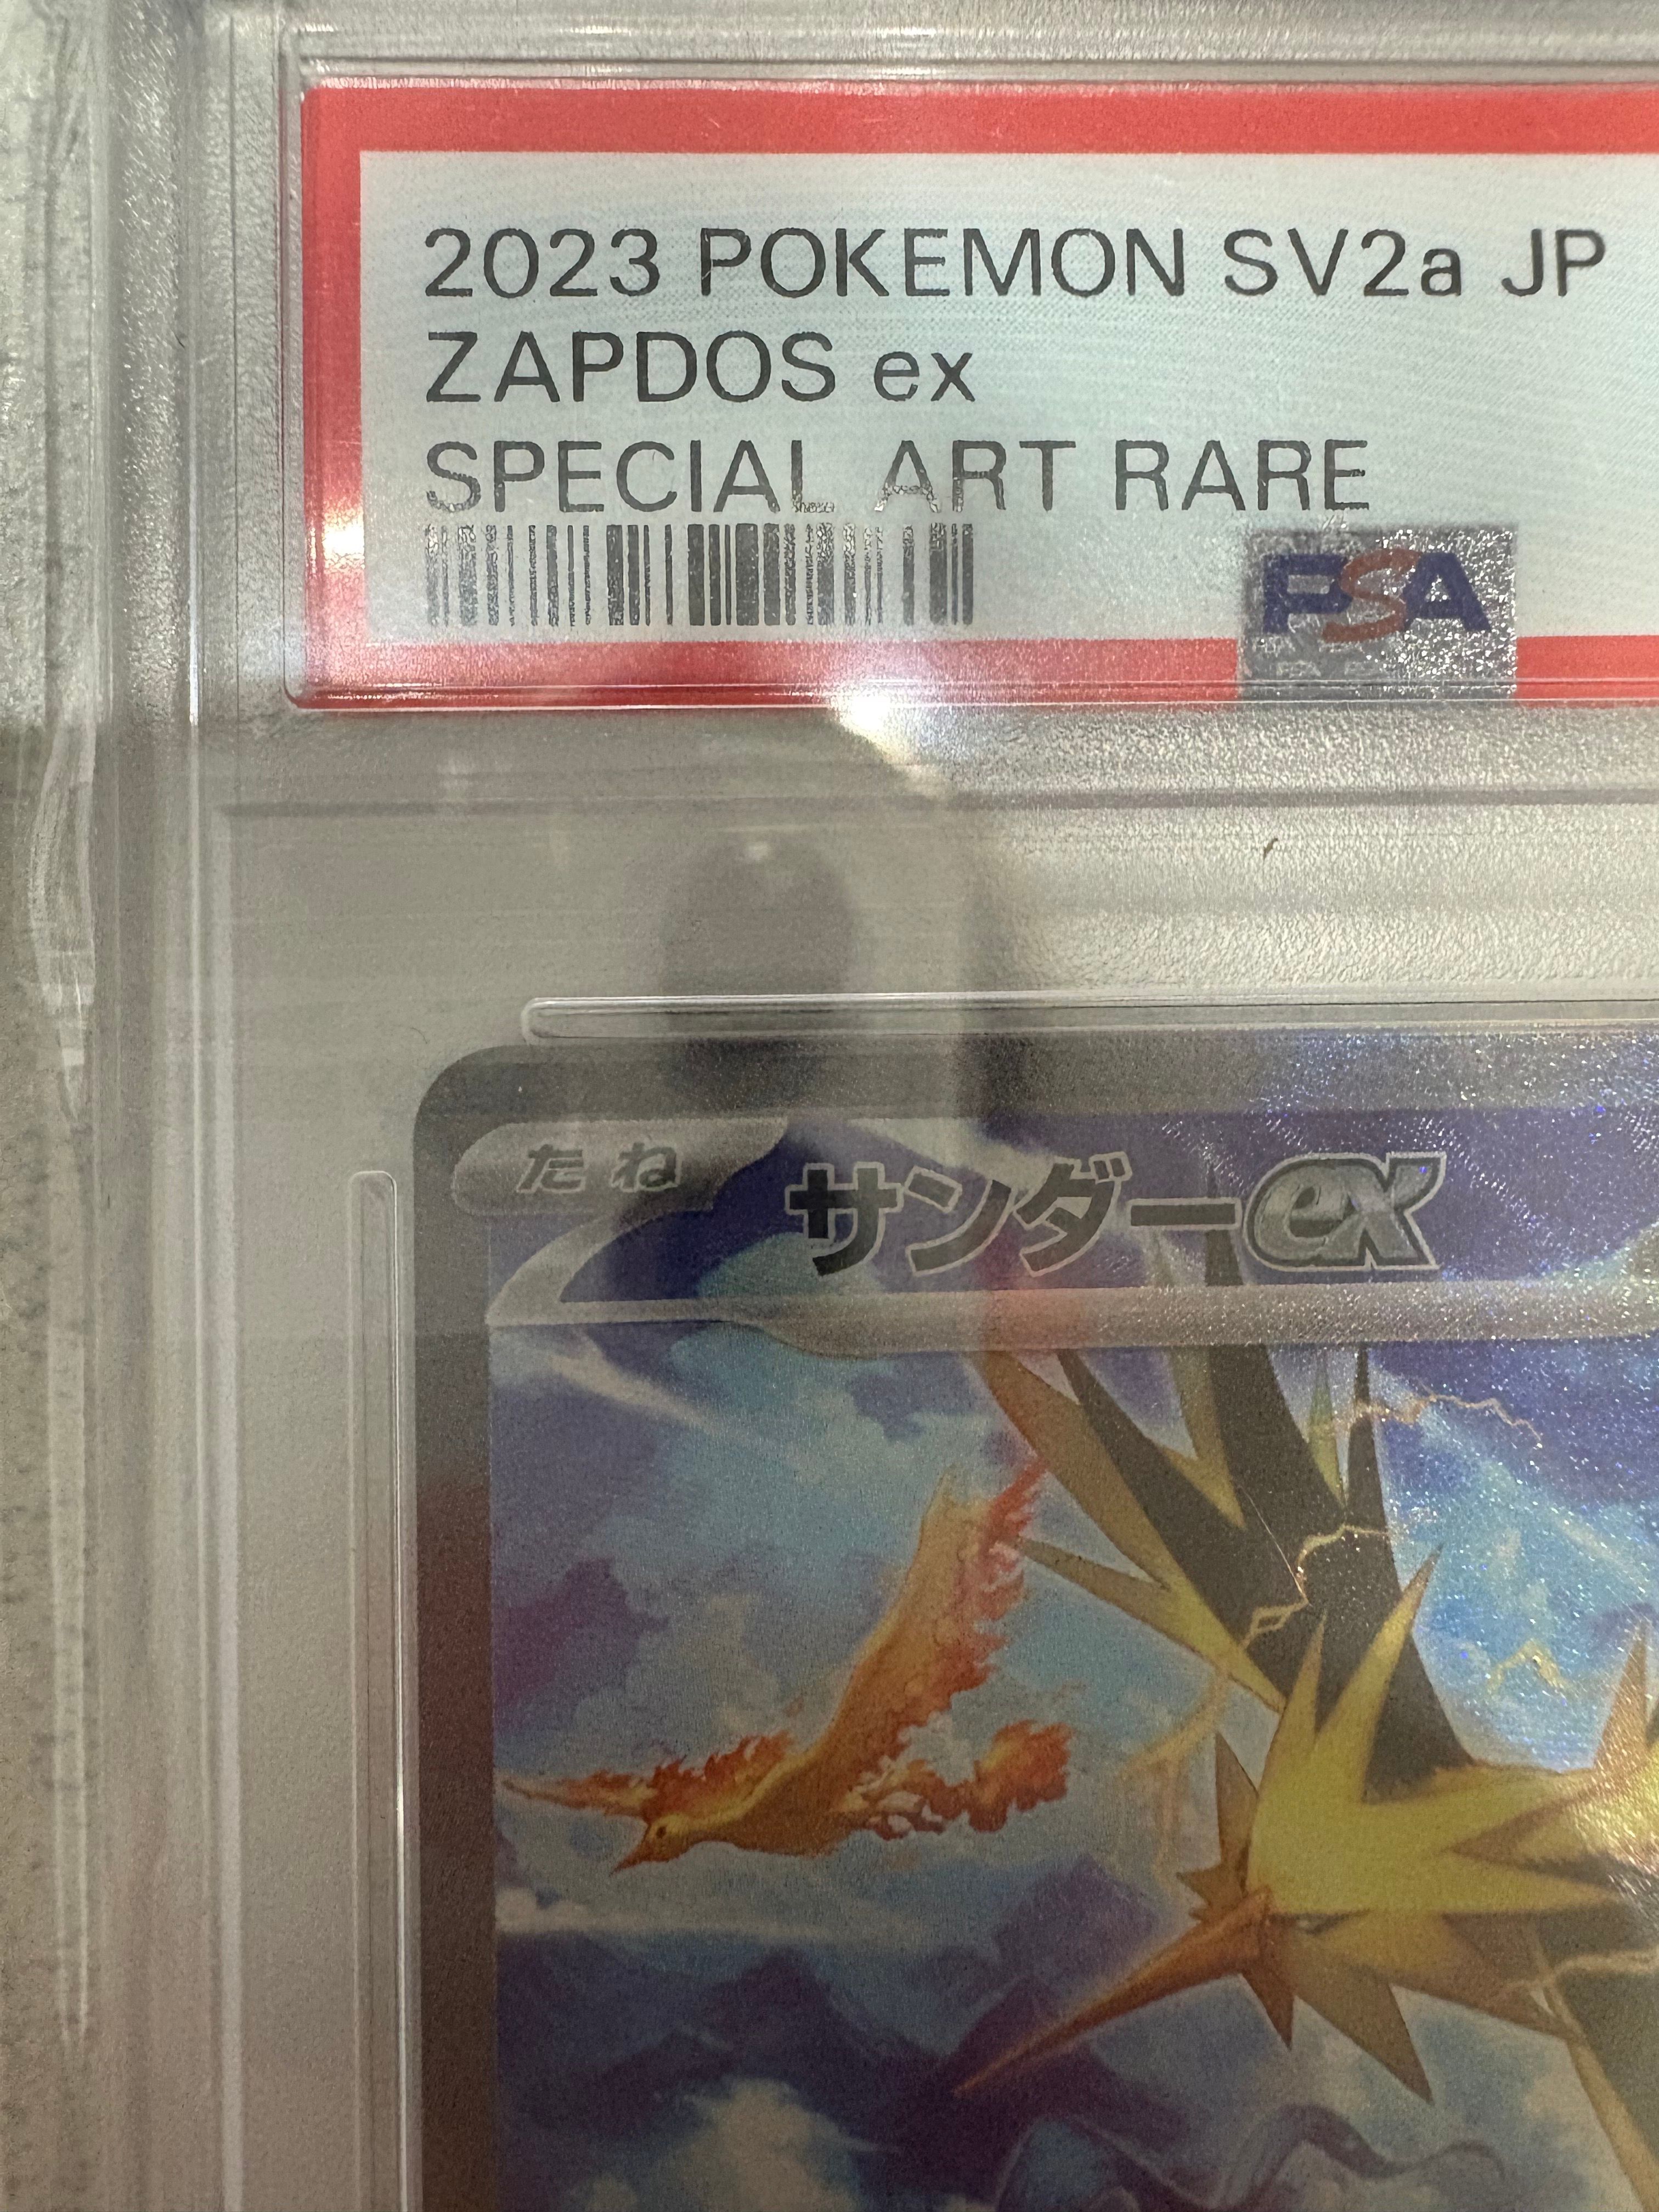 2023 POKEMON SV2a JP
ZAPDOS ex
SPECIAL ART RARE
PSA
たね サンダーex